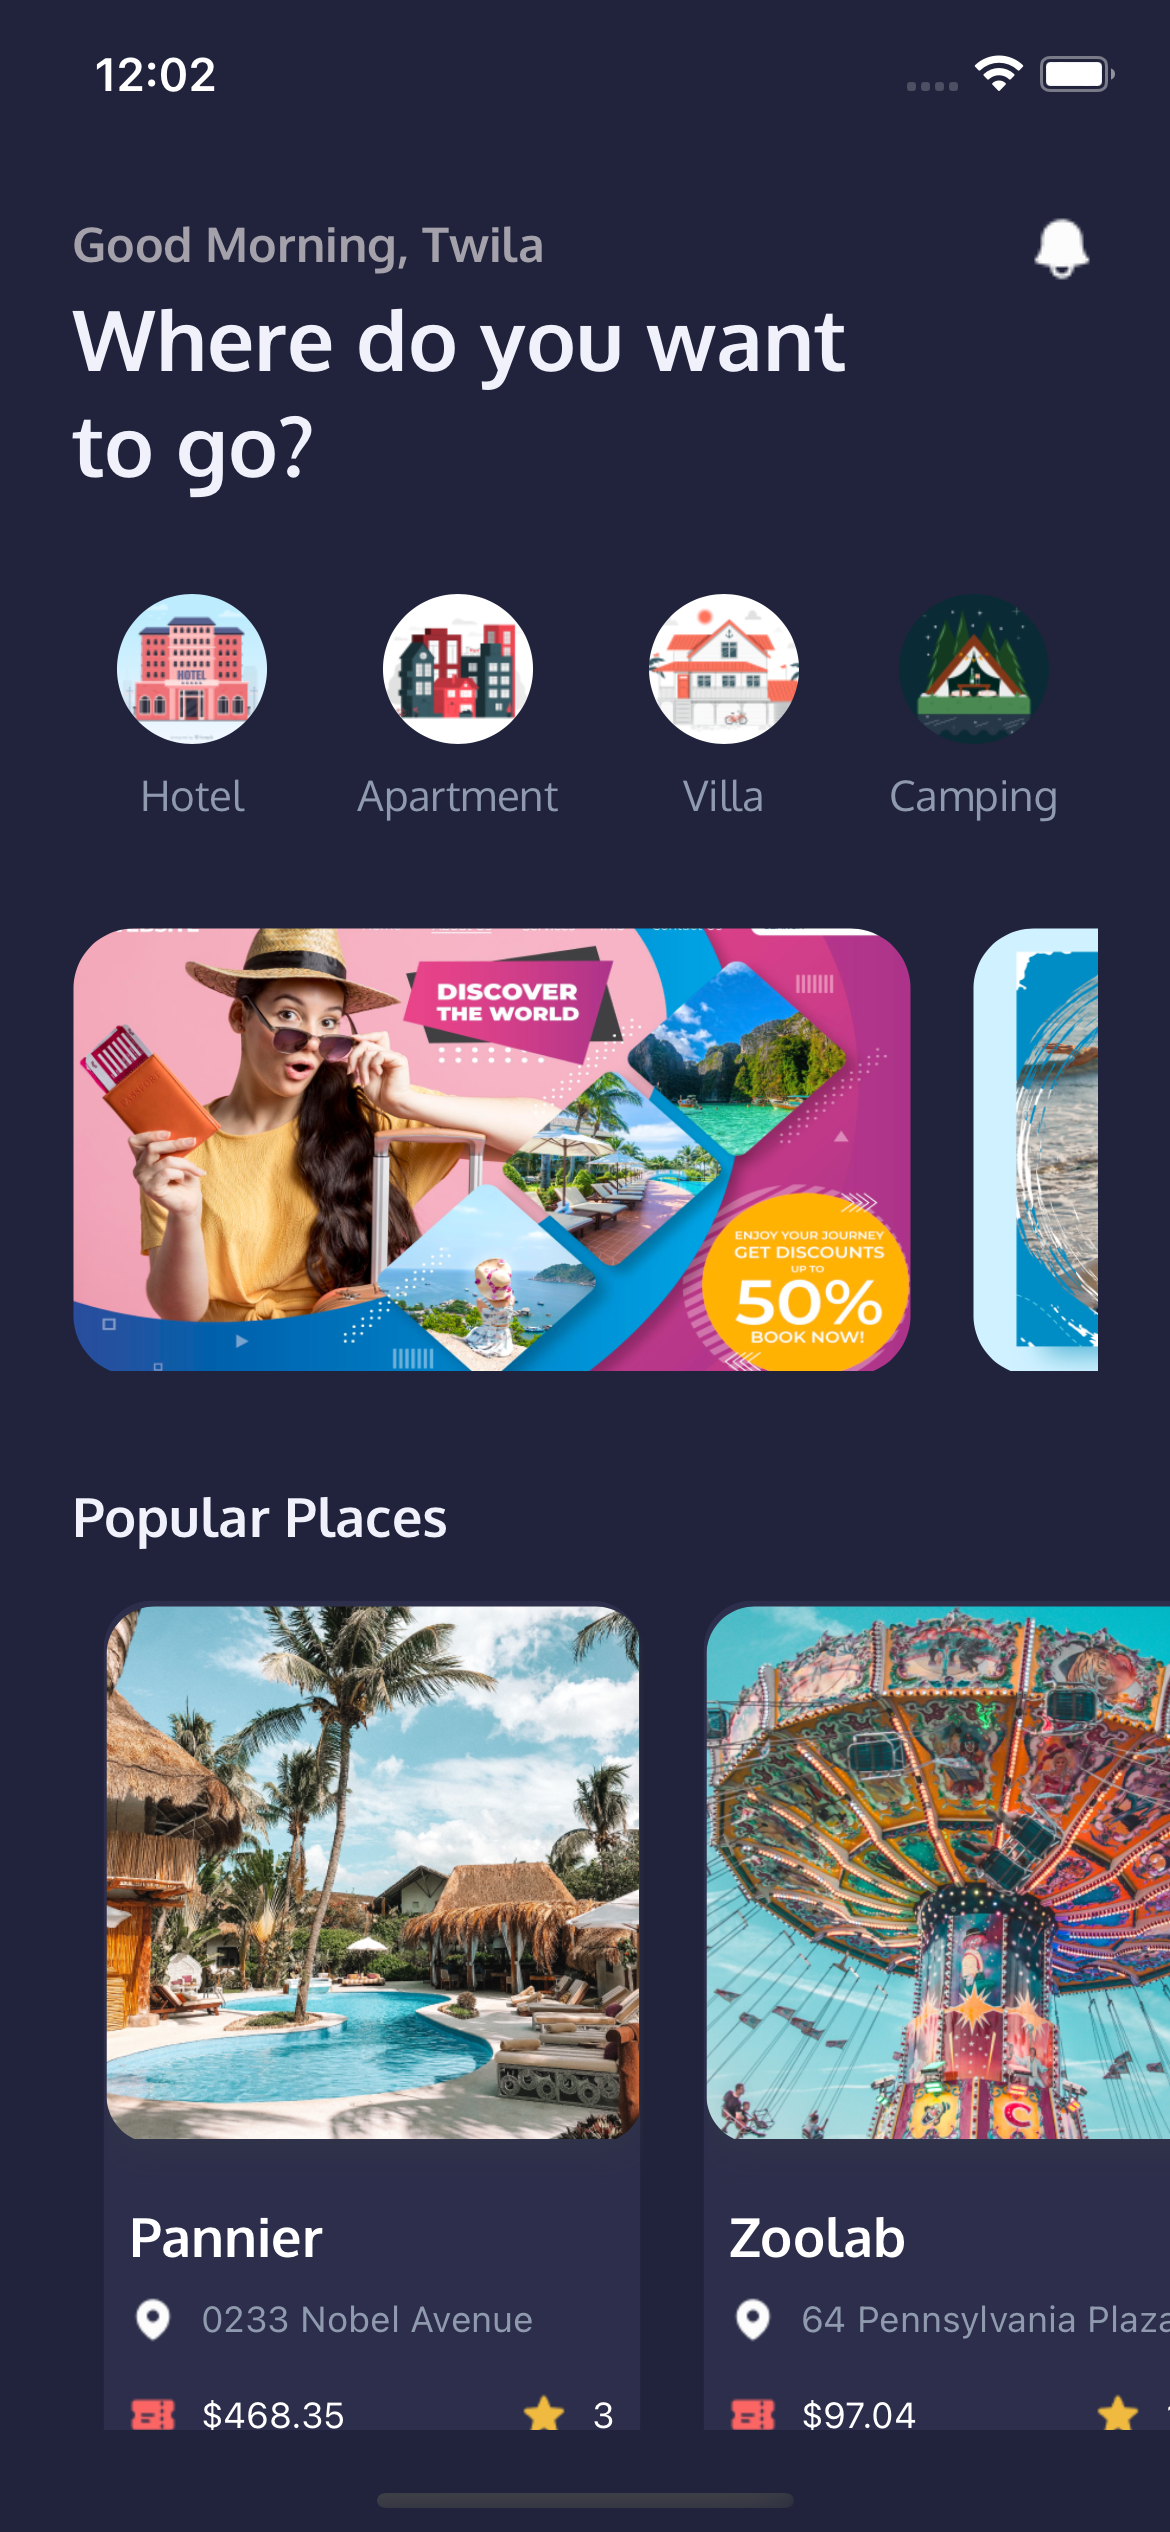 12:02
Good Morning, Twila
Where do you want
to go?
HOTEL
Hotel
Apartment
Villa
Camping
DISCOVER
THE WORLD
PASSPORT
ENJOY YOUR JOURNEY
GET DISCOUNTS
UP TO
50%
BOOK NOW!
Popular Places
Pannier
0233 Nobel Avenue
$468.35
3
Zoolab
64 Pennsylvania Plaza
$97.04